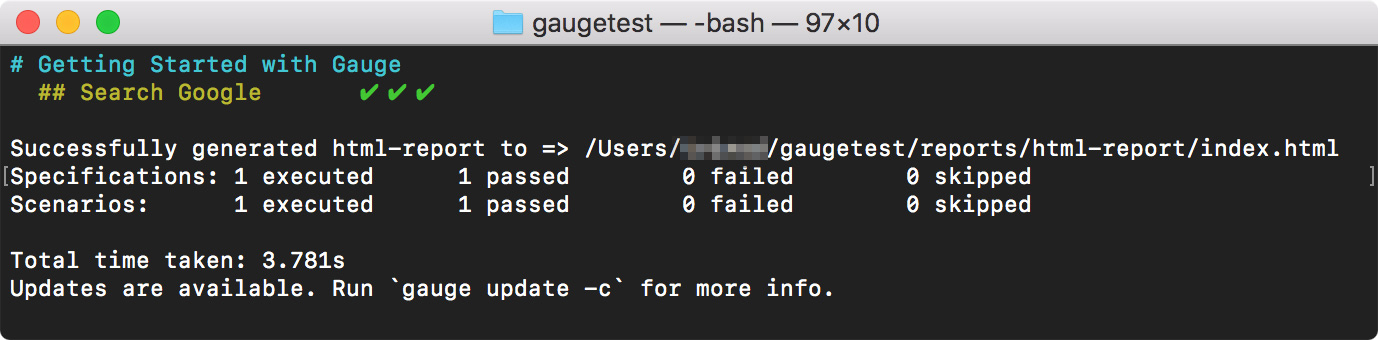 gaugetest — -bash — 97×10
# Getting Started with Gauge
## Search Google ✔ ✔ ✔
Successfully generated html-report to => /Users/ /gaugetest/reports/html-report/index.html
[Specifications: 1 executed 1 passed 0 failed 0 skipped ]
Scenarios: 1 executed 1 passed 0 failed 0 skipped
Total time taken: 3.781s
Updates are available. Run `gauge update -c` for more info.